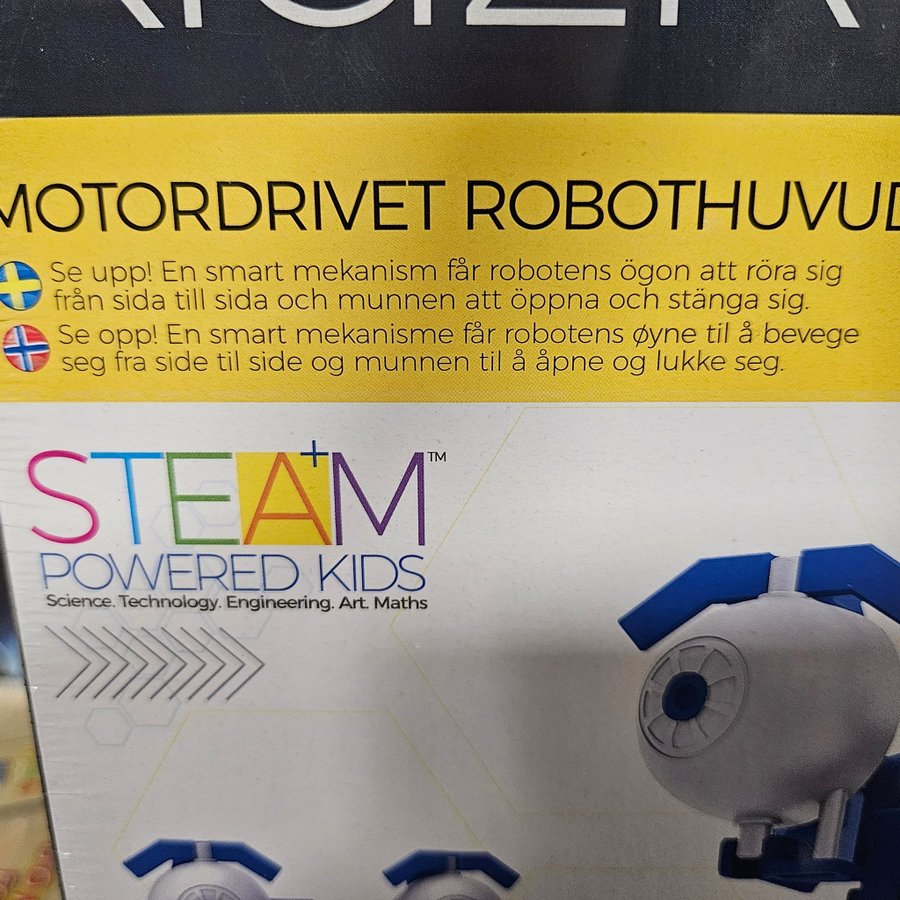 MOTORDRIVET ROBOTHUVUD
Se upp! En smart mekanism får robotens ögon att röra sig
från sida till sida och munnen att öppna och stänga sig.
Se opp! En smart mekanisme får robotens øyne til å bevege
seg fra side til side og munnen til å åpne og lukke seg.
STEA+M™
POWERED KIDS
Science. Technology. Engineering. Art. Maths